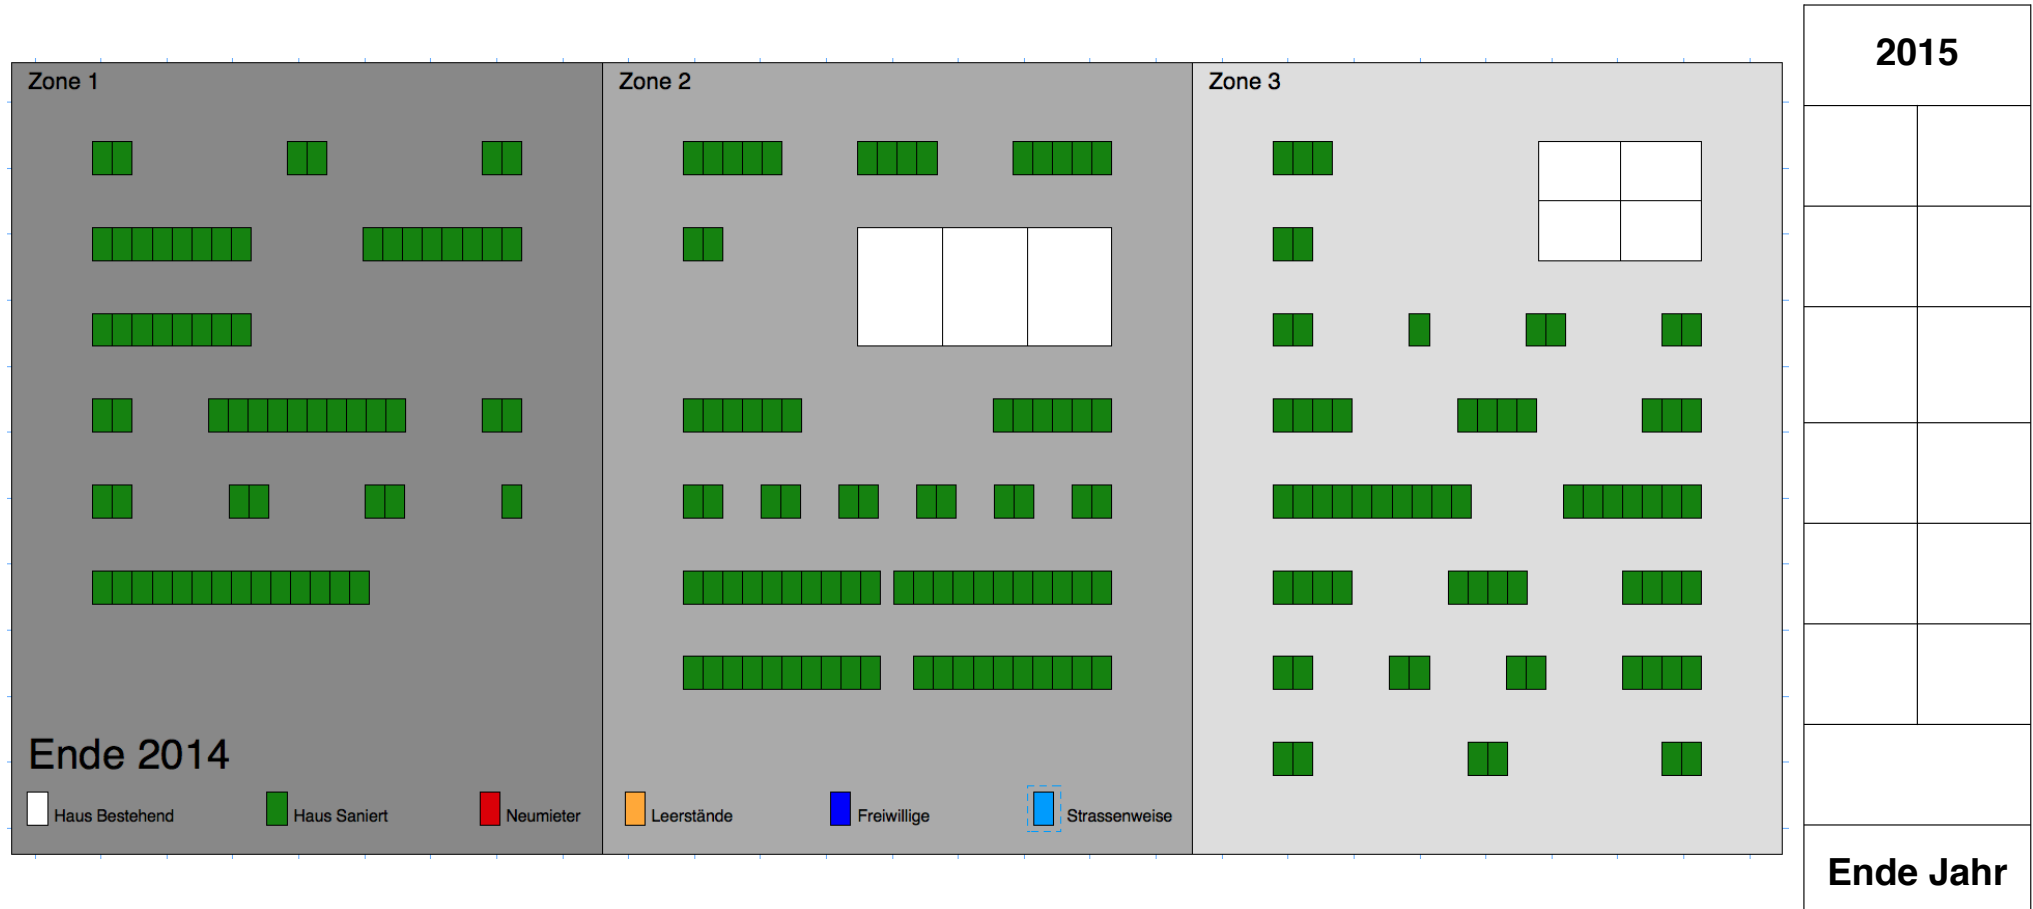 2015
Zone 1
Zone 2
Zone 3
Ende 2014
Haus Bestehend
Haus Saniert
Neumieter
Leerstände
Freiwillige
Strassenweise
Ende Jahr